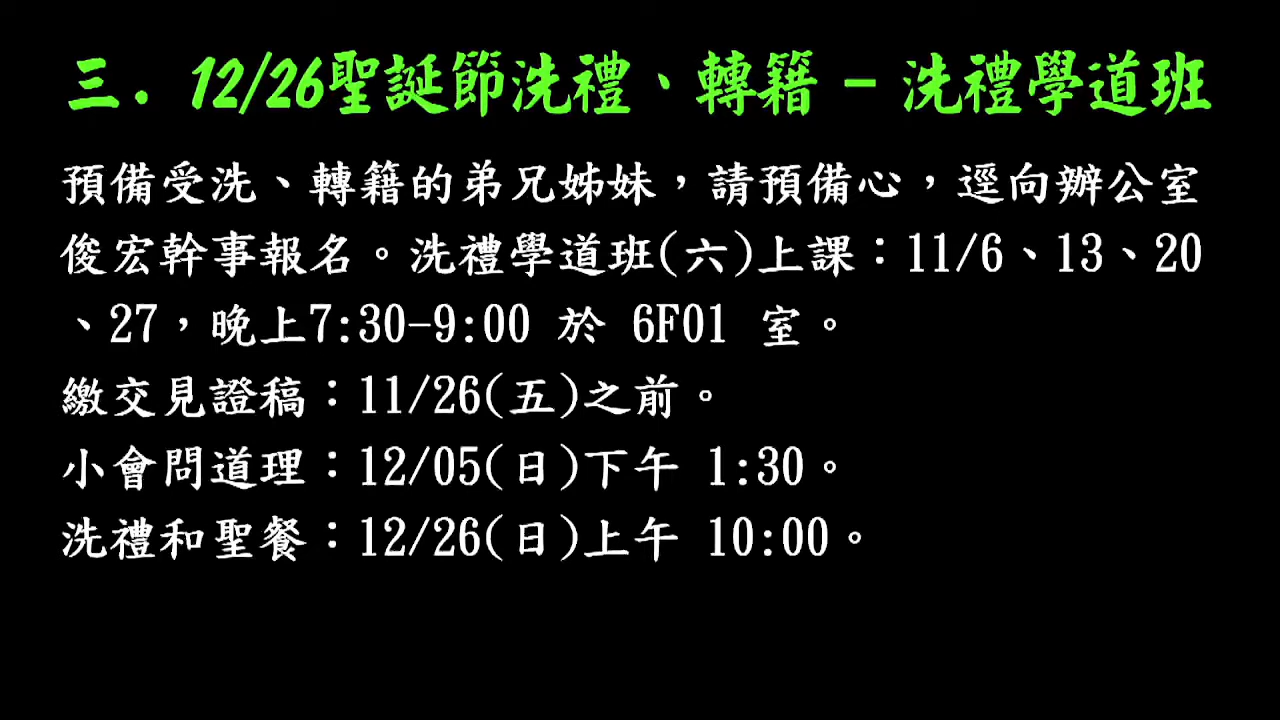 三. 12/26聖誕節洗禮、轉籍 - 洗禮學道班
預備受洗、轉籍的弟兄姊妹，請預備心，逕向辦公室
俊宏幹事報名。洗禮學道班(六)上課：11/6、13、20
、27，晚上7:30-9:00 於 6F01 室。
繳交見證稿：11/26(五)之前。
小會問道理：12/05(日)下午 1:30。
洗禮和聖餐：12/26(日)上午 10:00。